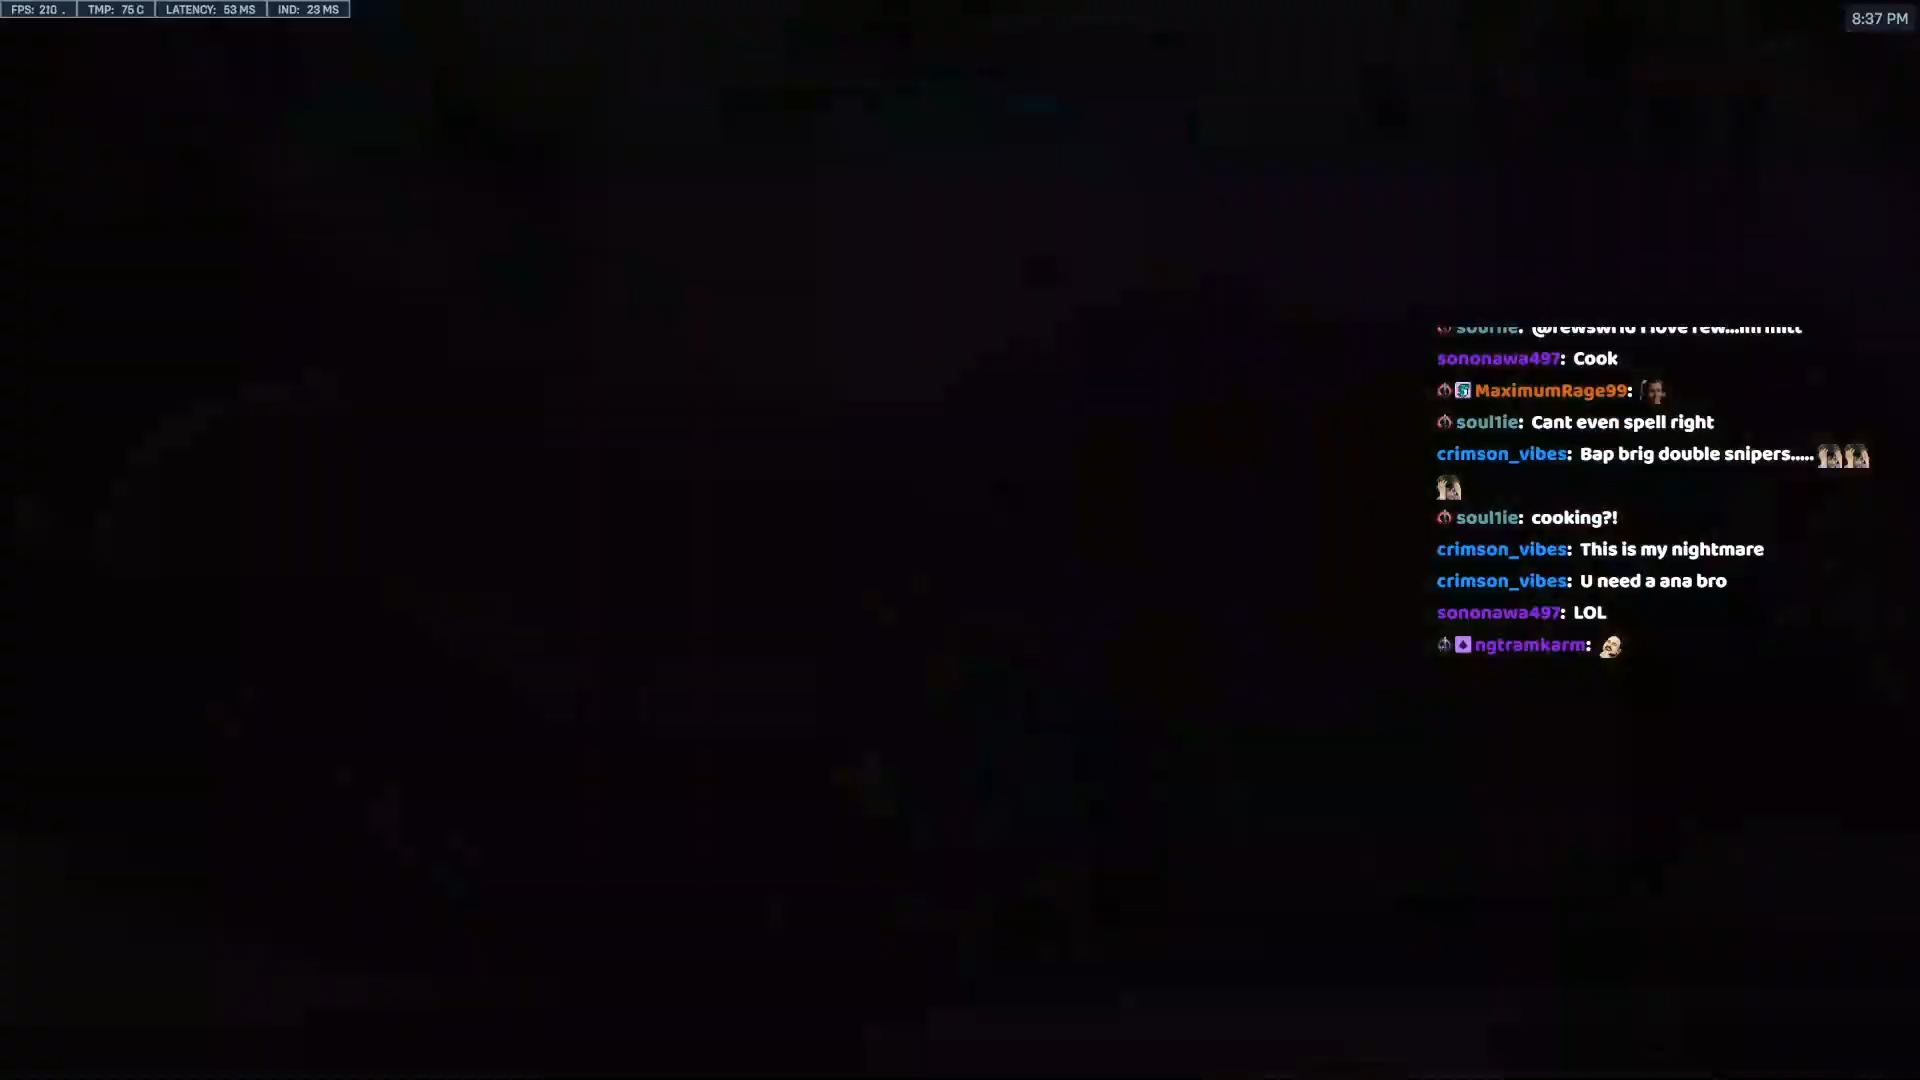 FPS: 210 . TMP: 75 C LATENCY: 53 MS IND: 23 MS
8:37 PM
sononawa497: Cook
MaximumRage99:
soul1ie: Cant even spell right
crimson_vibes: Bap brig double snipers.....
soul1ie: cooking?!
crimson_vibes: This is my nightmare
crimson_vibes: U need a ana bro
sononawa497: LOL
ngtramkarm: